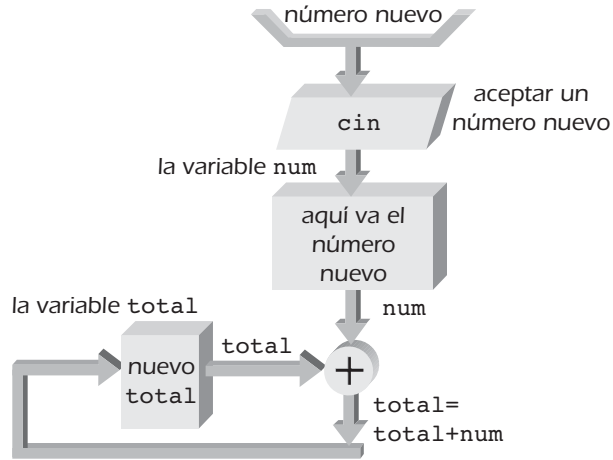 número nuevo
cin
aceptar un
número nuevo
la variable num
aquí va el
número
nuevo
num
la variable total
nuevo
total
total
+
total=
total+num